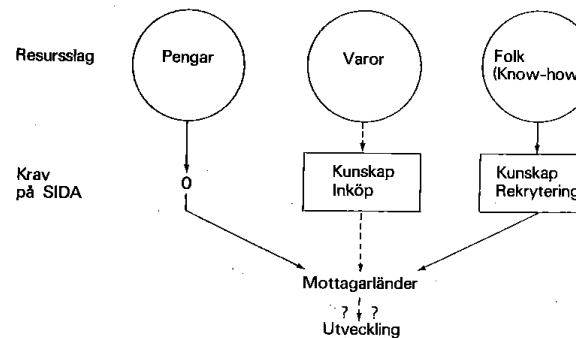 Resursslag
Pengar
Varor
Folk
(Know-how
Krav
på SIDA
0
Kunskap
Inköp
Kunskap
Rekrytering
Mottagarländer
? ?
Utveckling